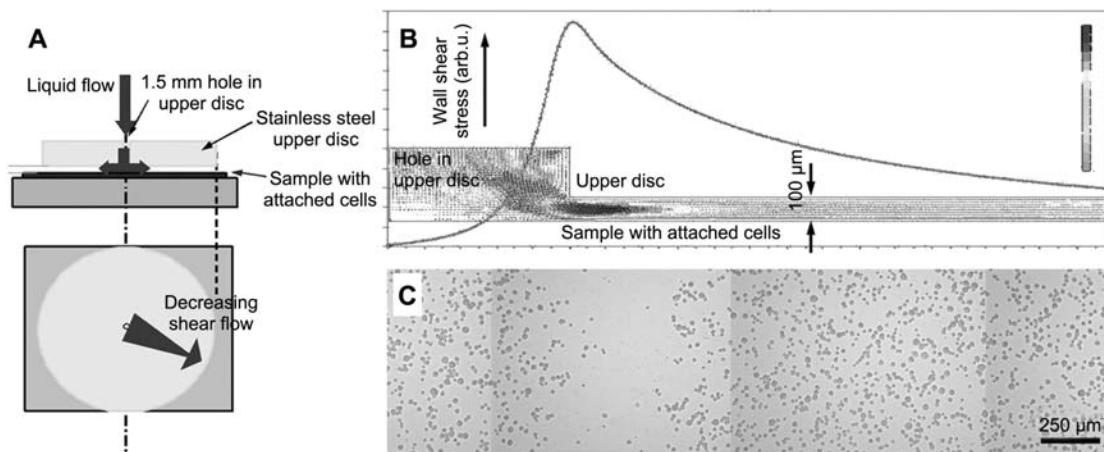 A
Liquid flow
1.5 mm hole in
upper disc
Stainless steel
upper disc
Sample with
attached cells
Decreasing
shear flow
B
Wall shear
stress (arb.u.)
Hole in
upper disc
Upper disc
100 µm
Sample with attached cells
C
250 µm